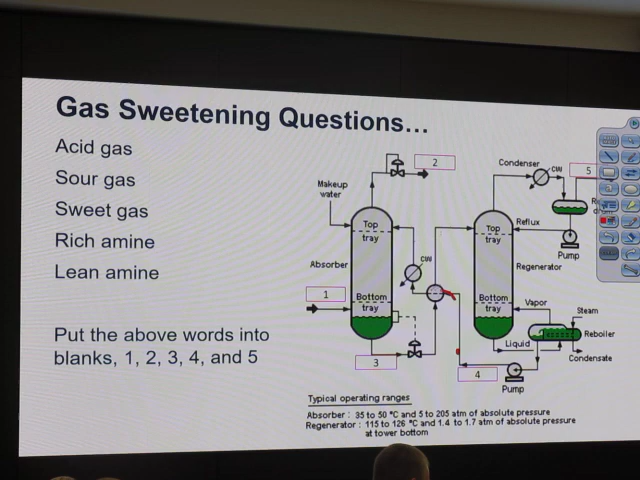 Gas Sweetening Questions...
Acid gas
Sour gas
Sweet gas
Rich amine
Lean amine
Put the above words into
blanks, 1, 2, 3, 4, and 5
2
Condenser
CW
5
Makeup
water
Reflux
Pump
Top
tray
Top
tray
Absorber
CW
Regenerator
1
Bottom
tray
Bottom
tray
Vapor
Steam
Reboiler
Liquid
Condensate
3
4
Pump
Typical operating ranges
Absorber : 35 to 50 °C and 5 to 205 atm of absolute pressure
Regenerator : 115 to 126 °C and 1.4 to 1.7 atm of absolute pressure
at tower bottom